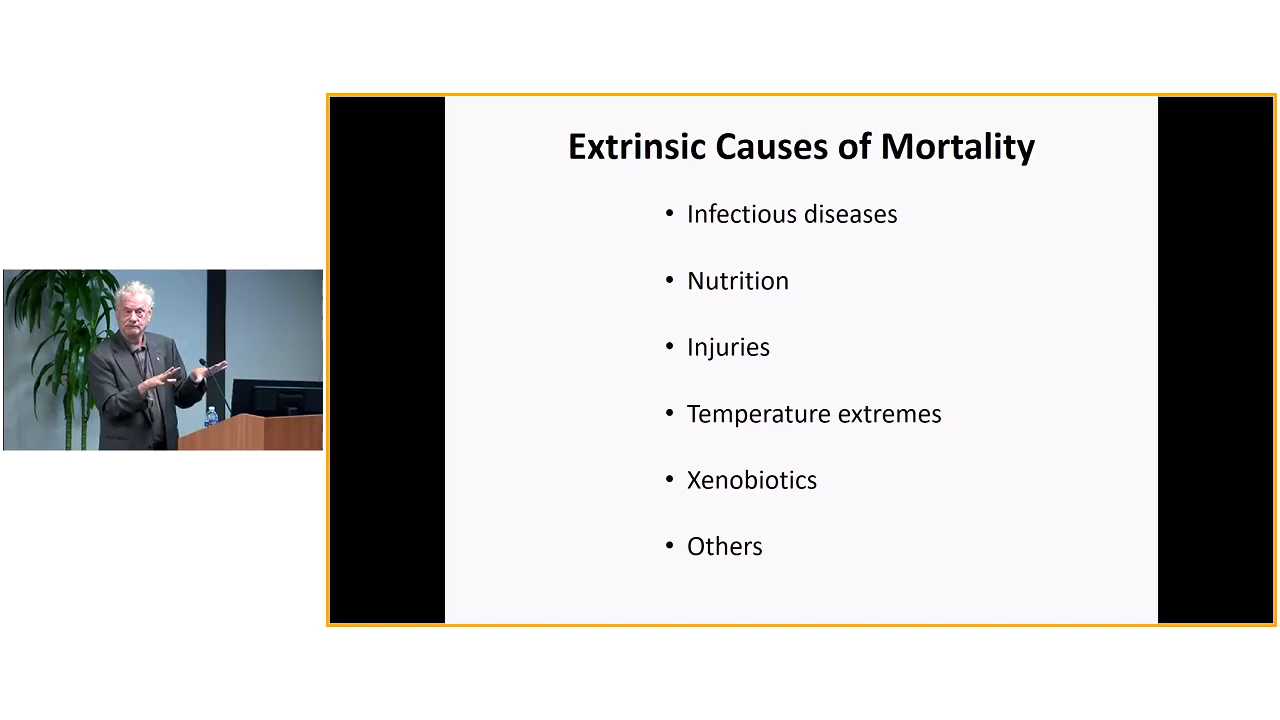 Extrinsic Causes of Mortality
• Infectious diseases
• Nutrition
• Injuries
• Temperature extremes
• Xenobiotics
• Others